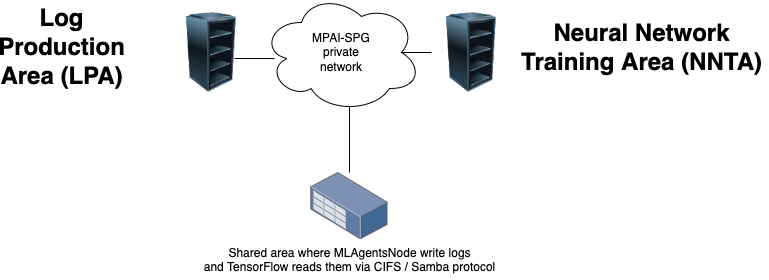 Log
Production
Area (LPA)
MPAI-SPG
private
network
Neural Network
Training Area (NNTA)
Shared area where MLAgentsNode write logs
and TensorFlow reads them via CIFS / Samba protocol